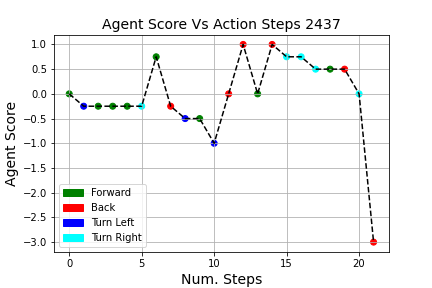 Agent Score Vs Action Steps 2437
Agent Score
1.0
0.5
0.0
−0.5
−1.0
−1.5
−2.0
−2.5
−3.0
Forward
Back
Turn Left
Turn Right
0 5 10 15 20
Num. Steps